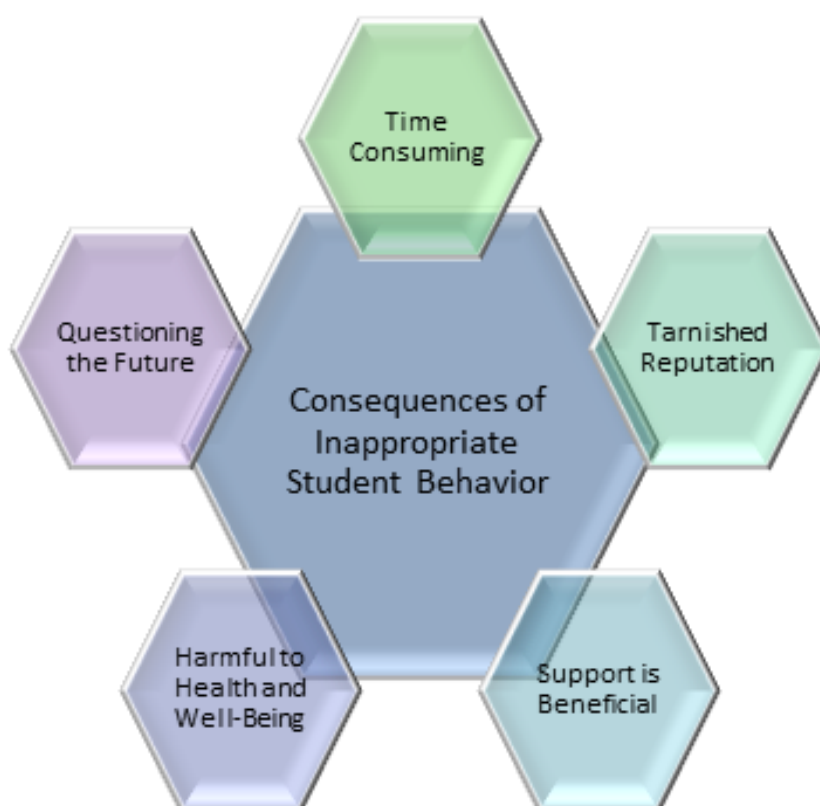 Time
Consuming
Questioning
the Future
Tarnished
Reputation
Consequences of
Inappropriate
Student Behavior
Harmful to
Health and
Well-Being
Support is
Beneficial